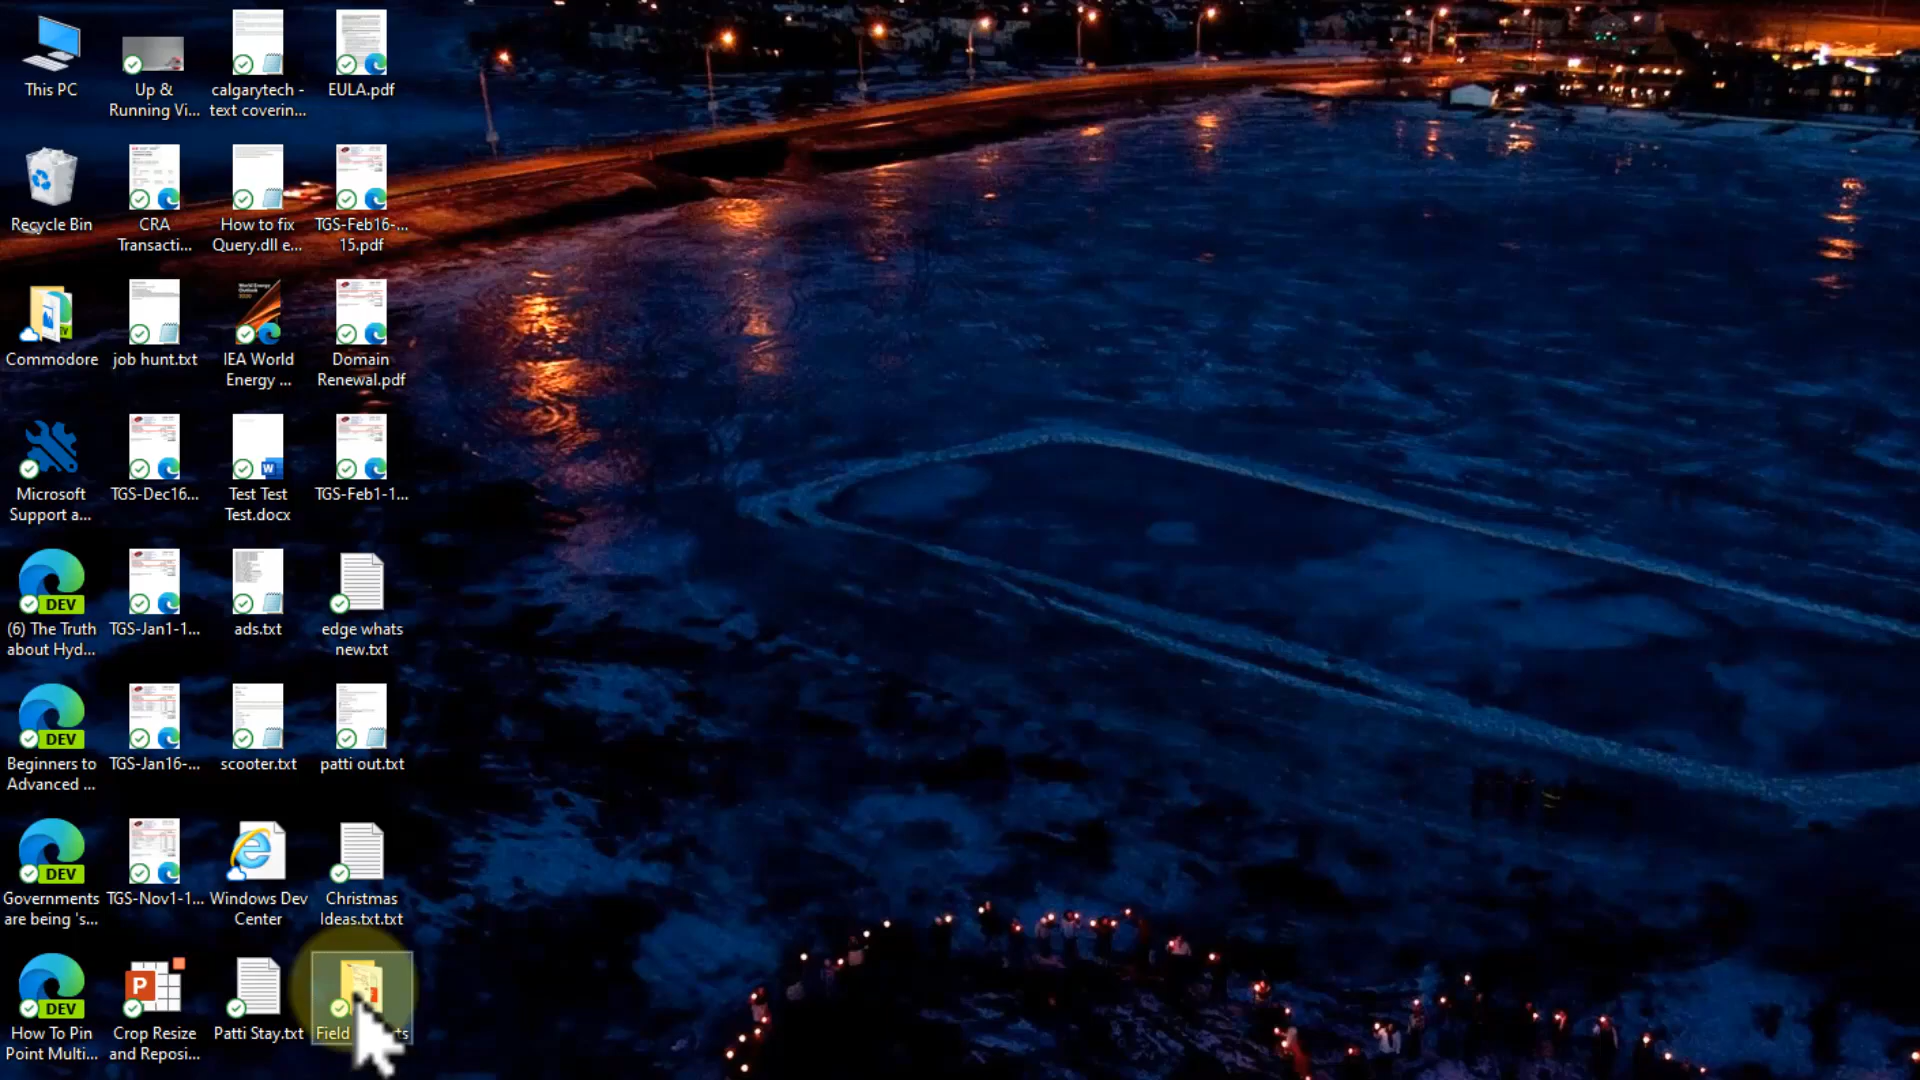 This PC
Up &
Running Vi...
calgarytech -
text coverin...
EULA.pdf
Recycle Bin
CRA
Transacti...
How to fix
Query.dll e...
TGS-Feb16-...
15.pdf
Commodore
job hunt.txt
IEA World
Energy ...
Domain
Renewal.pdf
Microsoft
Support a...
TGS-Dec16...
Test Test
Test.docx
TGS-Feb1-1...
DEV
(6) The Truth
about Hyd...
TGS-Jan1-1...
ads.txt
edge whats
new.txt
DEV
Beginners to
Advanced ...
TGS-Jan16-...
scooter.txt
patti out.txt
DEV
Governments
are being 's...
TGS-Nov1-1...
Windows Dev
Center
Christmas
Ideas.txt.txt
DEV
How To Pin
Point Multi...
P
Crop Resize
and Reposi...
Patti Stay.txt
Field